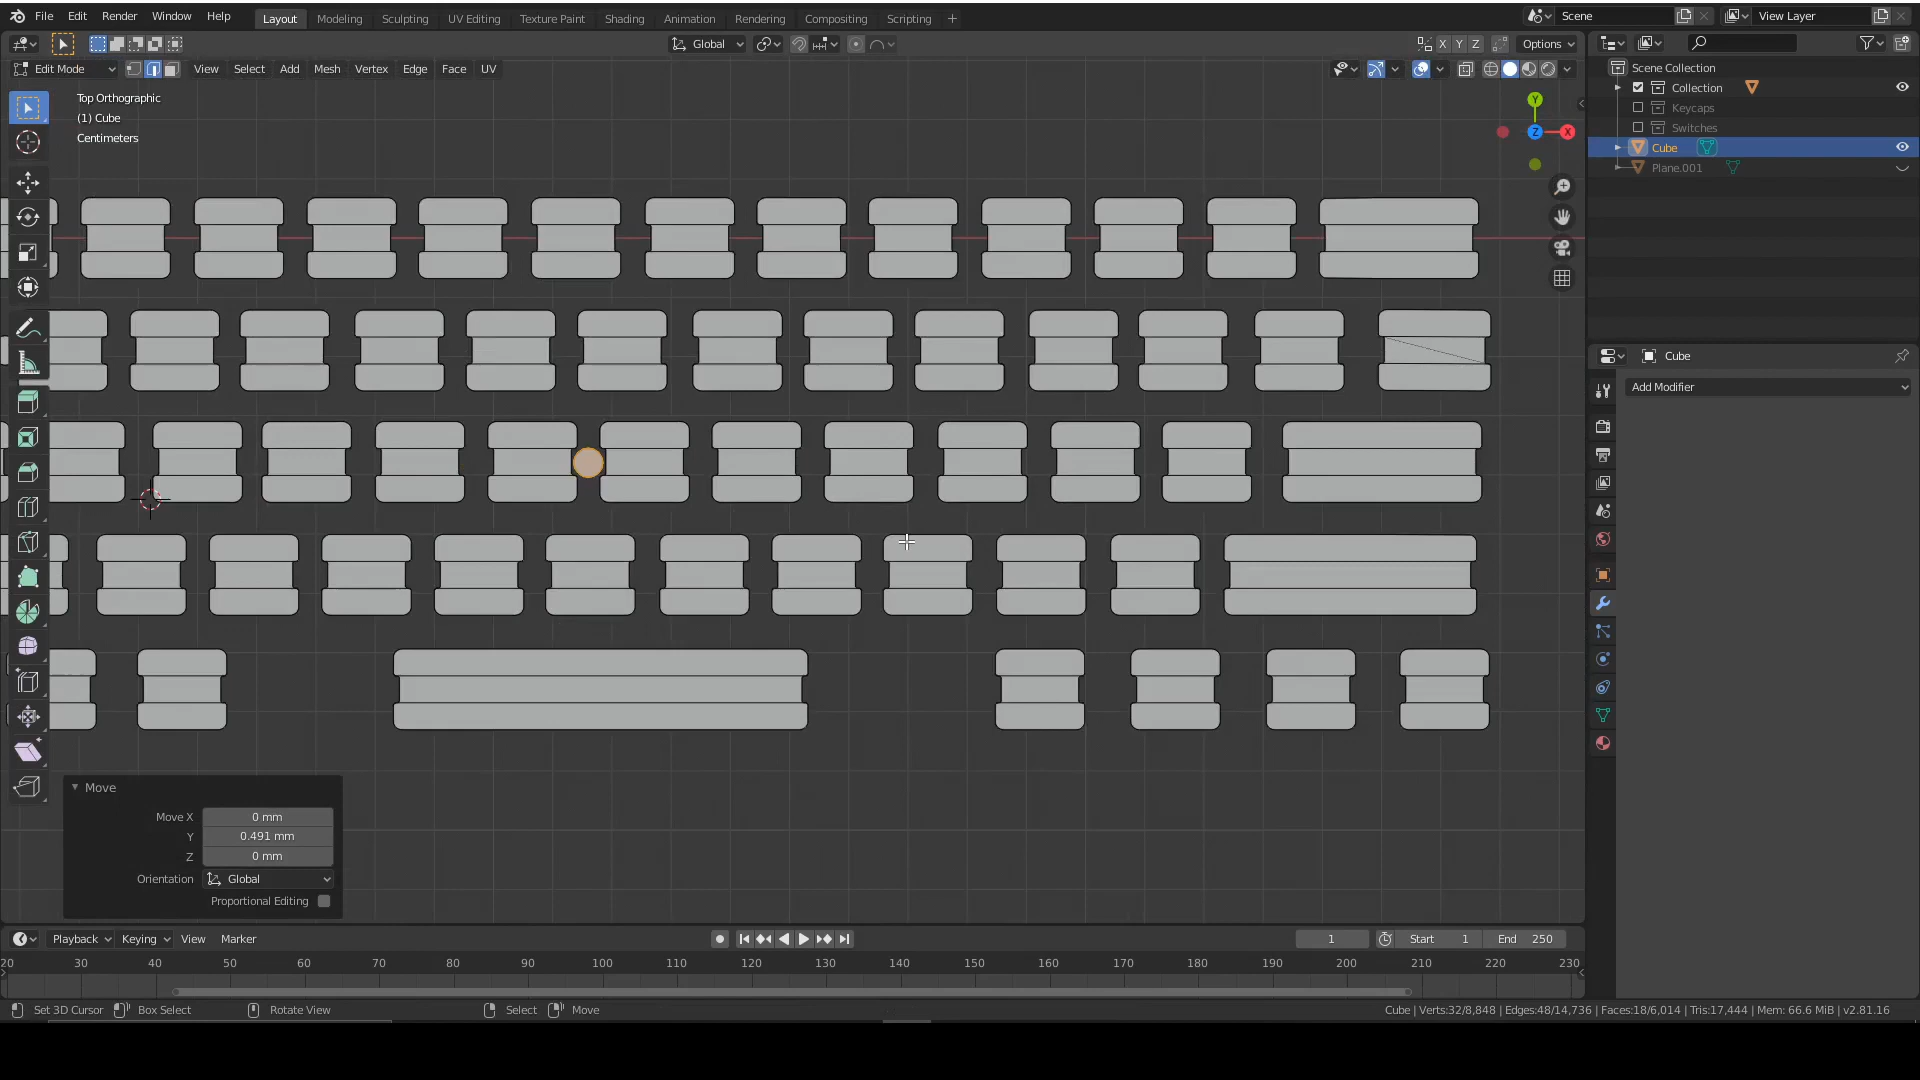 File Edit Render Window Help Layout Modeling Sculpting UV Editing Texture Paint Shading Animation Rendering Compositing Scripting + Scene View Layer
Global X Y Z Options
Edit Mode View Select Add Mesh Vertex Edge Face UV
Top Orthographic
(1) Cube
Centimeters
Y
Z X
Scene Collection
Collection
Keycaps
Switches
Cube
Plane.001
Cube
Add Modifier
Move
Move X 0 mm
Y 0.491 mm
Z 0 mm
Orientation Global
Proportional Editing
Playback Keying View Marker 1 Start 1 End 250
20 30 40 50 60 70 80 90 100 110 120 130 140 150 160 170 180 190 200 210 220 230
Set 3D Cursor Box Select Rotate View Select Move Cube | Verts:32/8,848 | Edges:48/14,736 | Faces:18/6,014 | Tris:17,444 | Mem: 66.6 MiB | v2.81.16